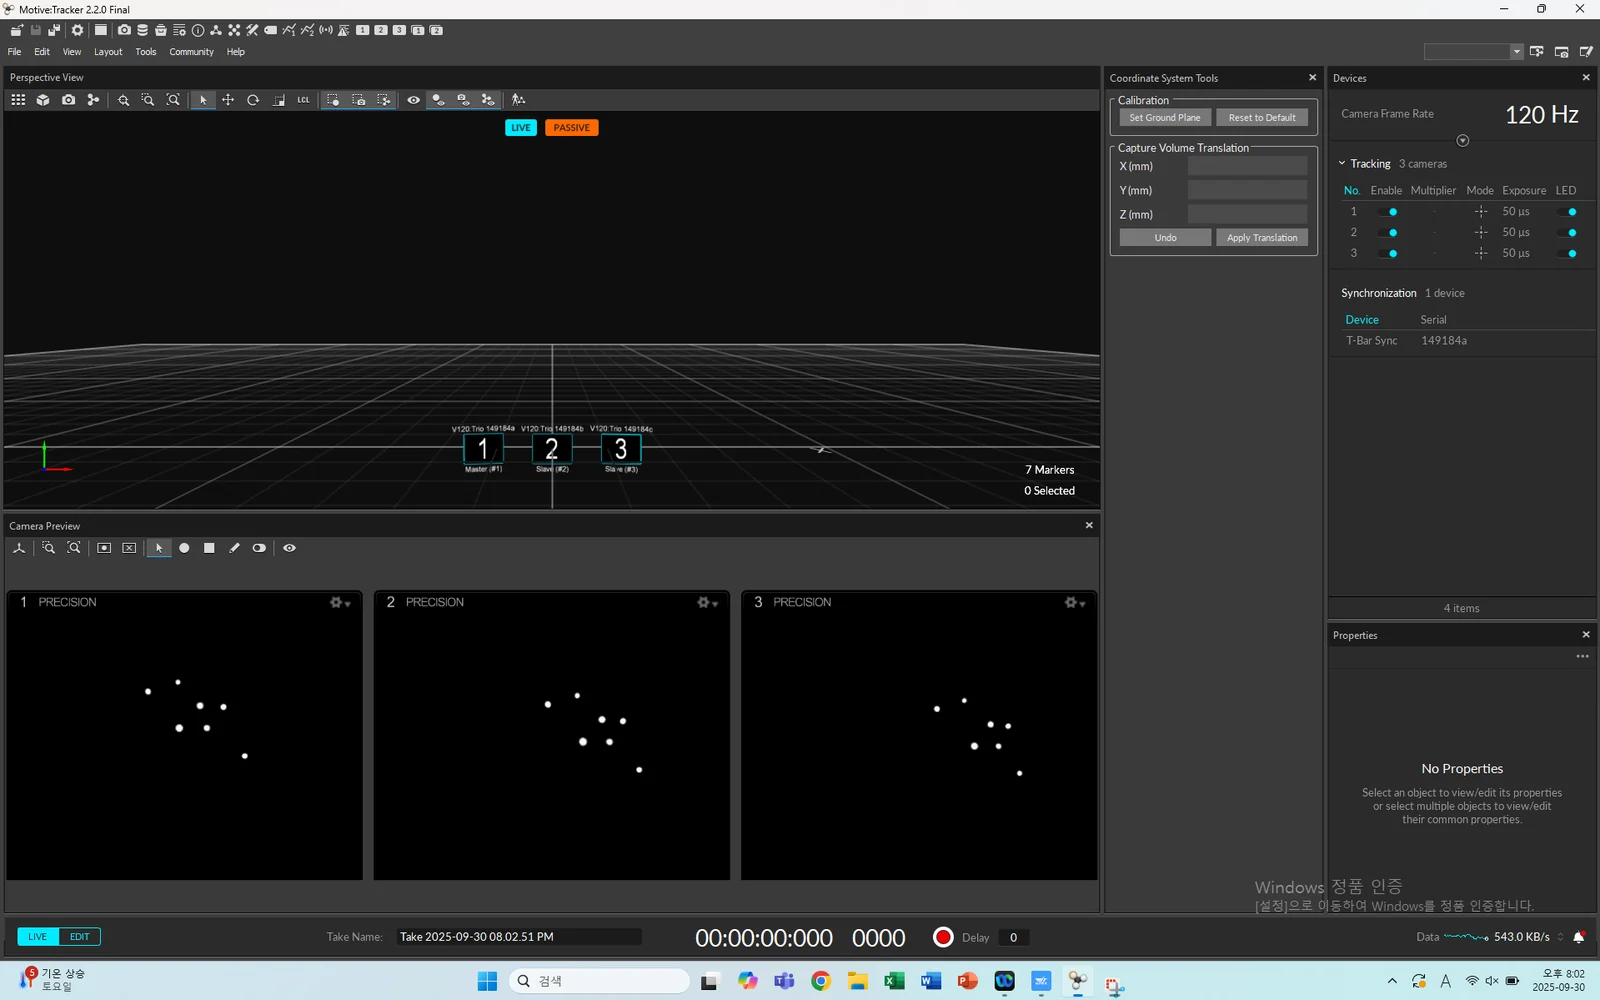 Motive:Tracker 2.2.0 Final
1 2 3 1 2
File Edit View Layout Tools Community Help
Perspective View
LCL
LIVE PASSIVE
V120:Trio 149184a V120:Trio 149184b V120:Trio 149184c
1 2 3
Master (#1) Slave (#2) Slave (#3)
7 Markers
0 Selected
Camera Preview
1 PRECISION
2 PRECISION
3 PRECISION
Coordinate System Tools
Calibration
Set Ground Plane Reset to Default
Capture Volume Translation
X (mm)
Y (mm)
Z (mm)
Undo Apply Translation
Devices
Camera Frame Rate 120 Hz
Tracking 3 cameras
No. Enable Multiplier Mode Exposure LED
1 - 50 µs
2 - 50 µs
3 - 50 µs
Synchronization 1 device
Device Serial
T-Bar Sync 149184a
4 items
Properties
No Properties
Select an object to view/edit its properties
or select multiple objects to view/edit
their common properties.
Windows 정품 인증
[설정]으로 이동하여 Windows를 정품 인증합니다.
LIVE EDIT
Take Name: Take 2025-09-30 08.02.51 PM
00:00:00:000 0000
Delay 0
Data 543.0 KB/s
5 기온 상승
토요일
검색
A
오후 8:02
2025-09-30